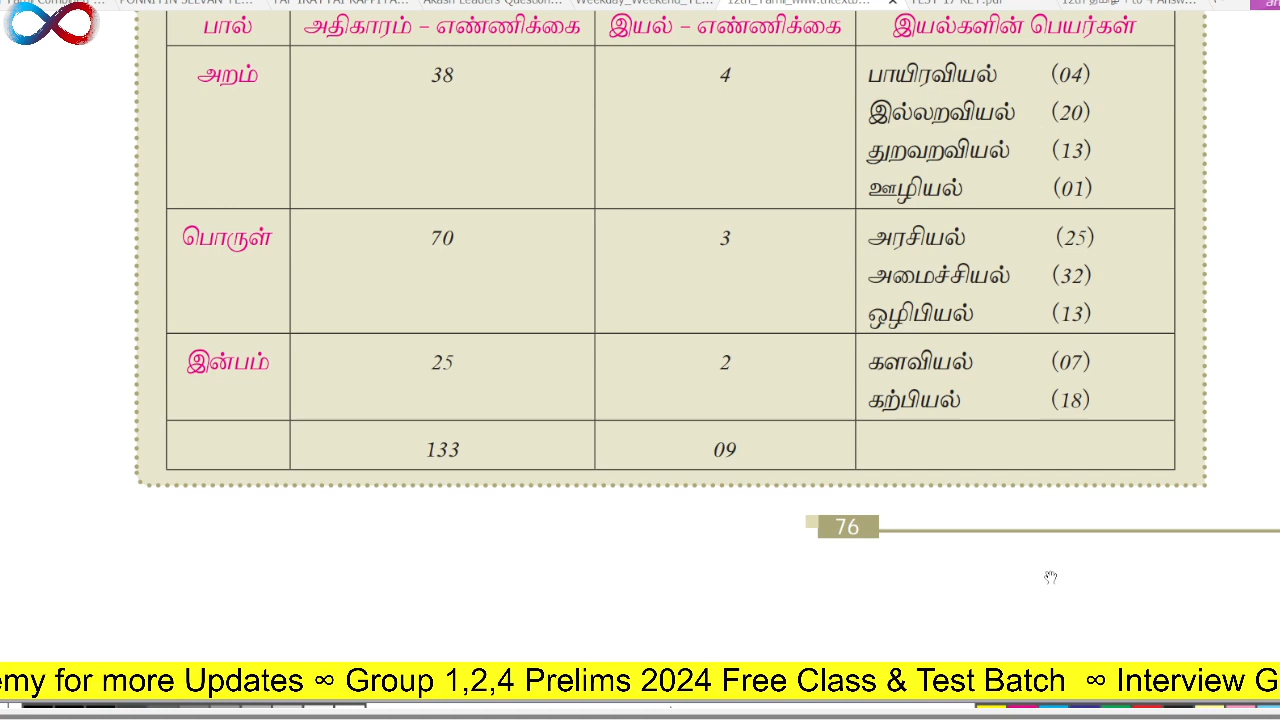 பால் அதிகாரம் – எண்ணிக்கை இயல் – எண்ணிக்கை இயல்களின் பெயர்கள்
அறம் 38 4 பாயிரவியல் (04)
இல்லறவியல் (20)
துறவறவியல் (13)
ஊழியல் (01)
பொருள் 70 3 அரசியல் (25)
அமைச்சியல் (32)
ஒழிபியல் (13)
இன்பம் 25 2 களவியல் (07)
கற்பியல் (18)
133 09
76
emy for more Updates ∞ Group 1,2,4 Prelims 2024 Free Class & Test Batch ∞ Interview G